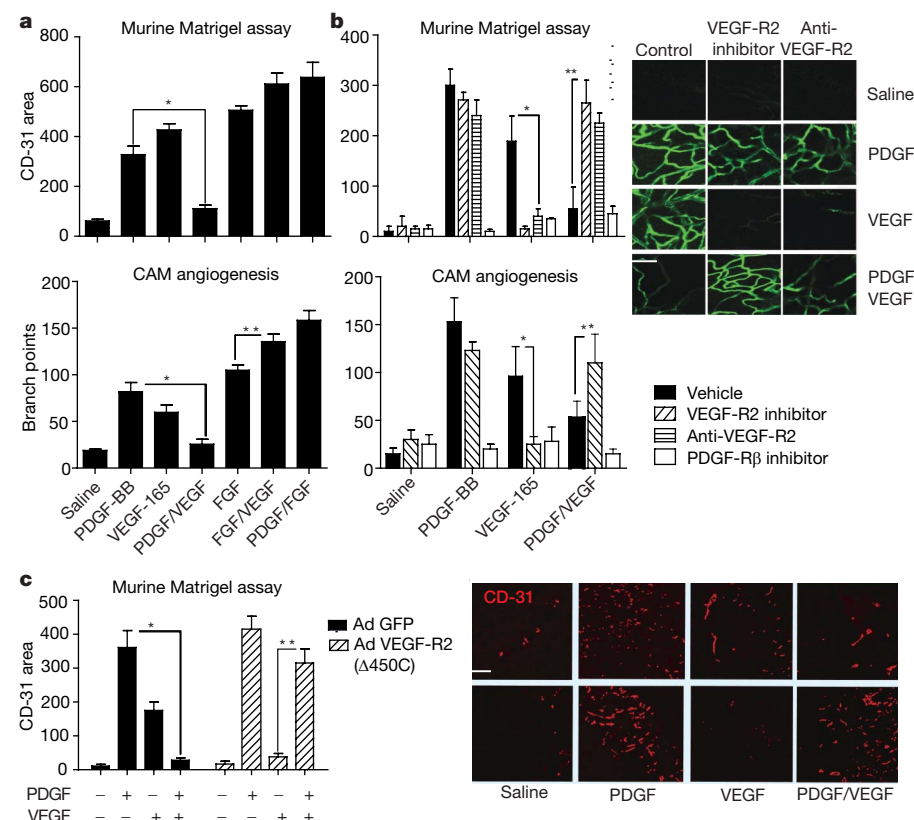 a
Murine Matrigel assay
CD-31 area
800
600
400
200
0
*
CAM angiogenesis
Branch points
200
150
100
50
0
*
**
Saline
PDGF-BB
VEGF-165
PDGF/VEGF
FGF
FGF/VEGF
PDGF/FGF
b
Murine Matrigel assay
400
300
200
100
0
*
**
CAM angiogenesis
200
150
100
50
0
*
**
Saline
PDGF-BB
VEGF-165
PDGF/VEGF
Control
VEGF-R2
inhibitor
Anti-
VEGF-R2
Saline
PDGF
VEGF
PDGF
VEGF
Vehicle
VEGF-R2 inhibitor
Anti-VEGF-R2
PDGF-Rβ inhibitor
c
Murine Matrigel assay
CD-31 area
500
400
300
200
100
0
*
**
Ad GFP
Ad VEGF-R2
(Δ450C)
PDGF − + − + − + − +
VEGF − − + + − − + +
CD-31
Saline
PDGF
VEGF
PDGF/VEGF